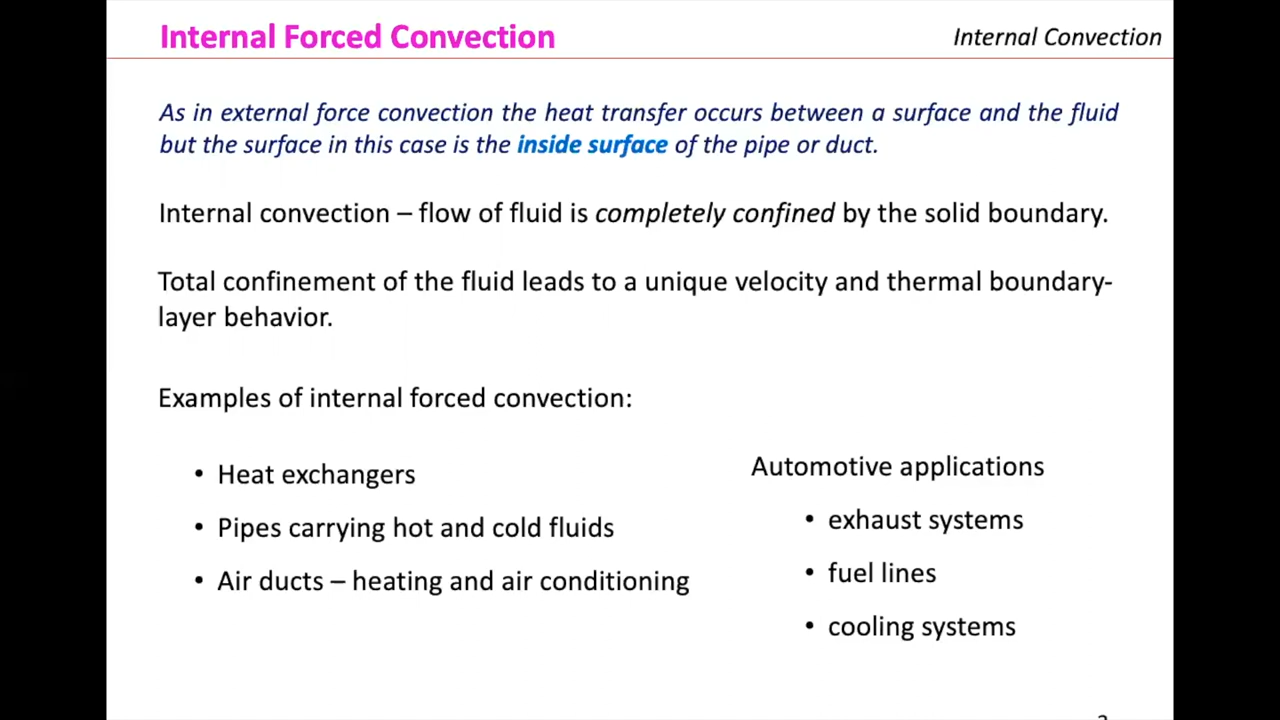 Internal Forced Convection
Internal Convection
As in external force convection the heat transfer occurs between a surface and the fluid
but the surface in this case is the inside surface of the pipe or duct.
Internal convection – flow of fluid is completely confined by the solid boundary.
Total confinement of the fluid leads to a unique velocity and thermal boundary-
layer behavior.
Examples of internal forced convection:
• Heat exchangers
• Pipes carrying hot and cold fluids
• Air ducts – heating and air conditioning
Automotive applications
• exhaust systems
• fuel lines
• cooling systems